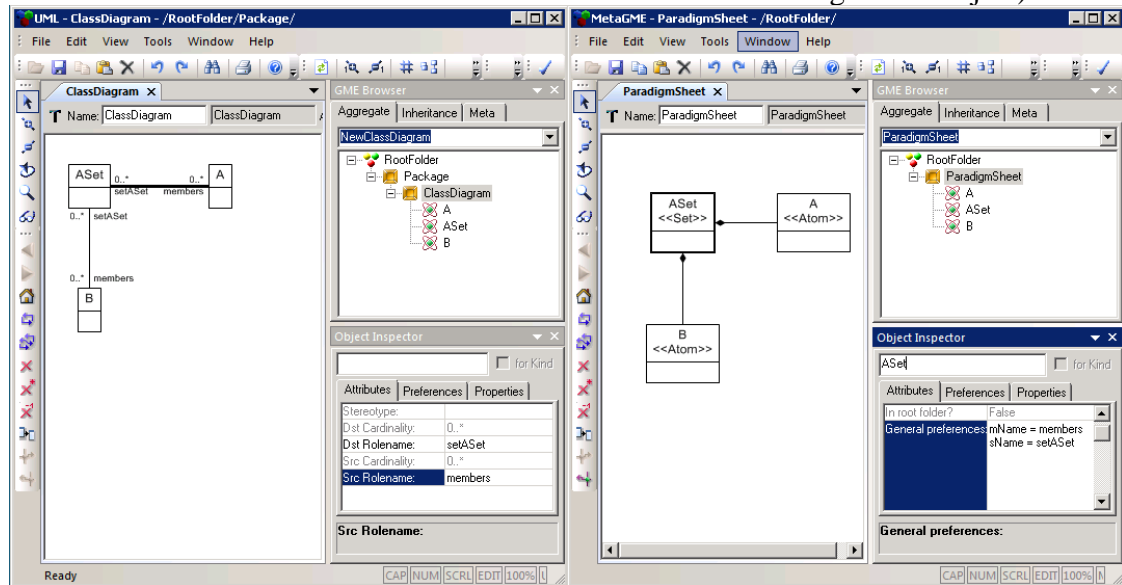 UML - ClassDiagram - /RootFolder/Package/
File Edit View Tools Window Help
ClassDiagram
Name: ClassDiagram ClassDiagram
ASet
0..*
0..*
A
setASet
members
0..*
setASet
0..*
members
B
GME Browser
Aggregate Inheritance Meta
NewClassDiagram
RootFolder
Package
ClassDiagram
A
ASet
B
Object Inspector
for Kind
Attributes Preferences Properties
Stereotype:
Dst Cardinality: 0..*
Dst Rolename: setASet
Src Cardinality: 0..*
Src Rolename: members
Src Rolename:
Ready
CAP NUM SCRL EDIT 100%
MetaGME - ParadigmSheet - /RootFolder/
File Edit View Tools Window Help
ParadigmSheet
Name: ParadigmSheet ParadigmSheet
ASet
<<Set>>
A
<<Atom>>
B
<<Atom>>
GME Browser
Aggregate Inheritance Meta
ParadigmSheet
RootFolder
ParadigmSheet
A
ASet
B
Object Inspector
ASet
for Kind
Attributes Preferences Properties
In root folder? False
General preferences: mName = members
sName = setASet
General preferences:
CAP NUM SCRL EDIT 100%